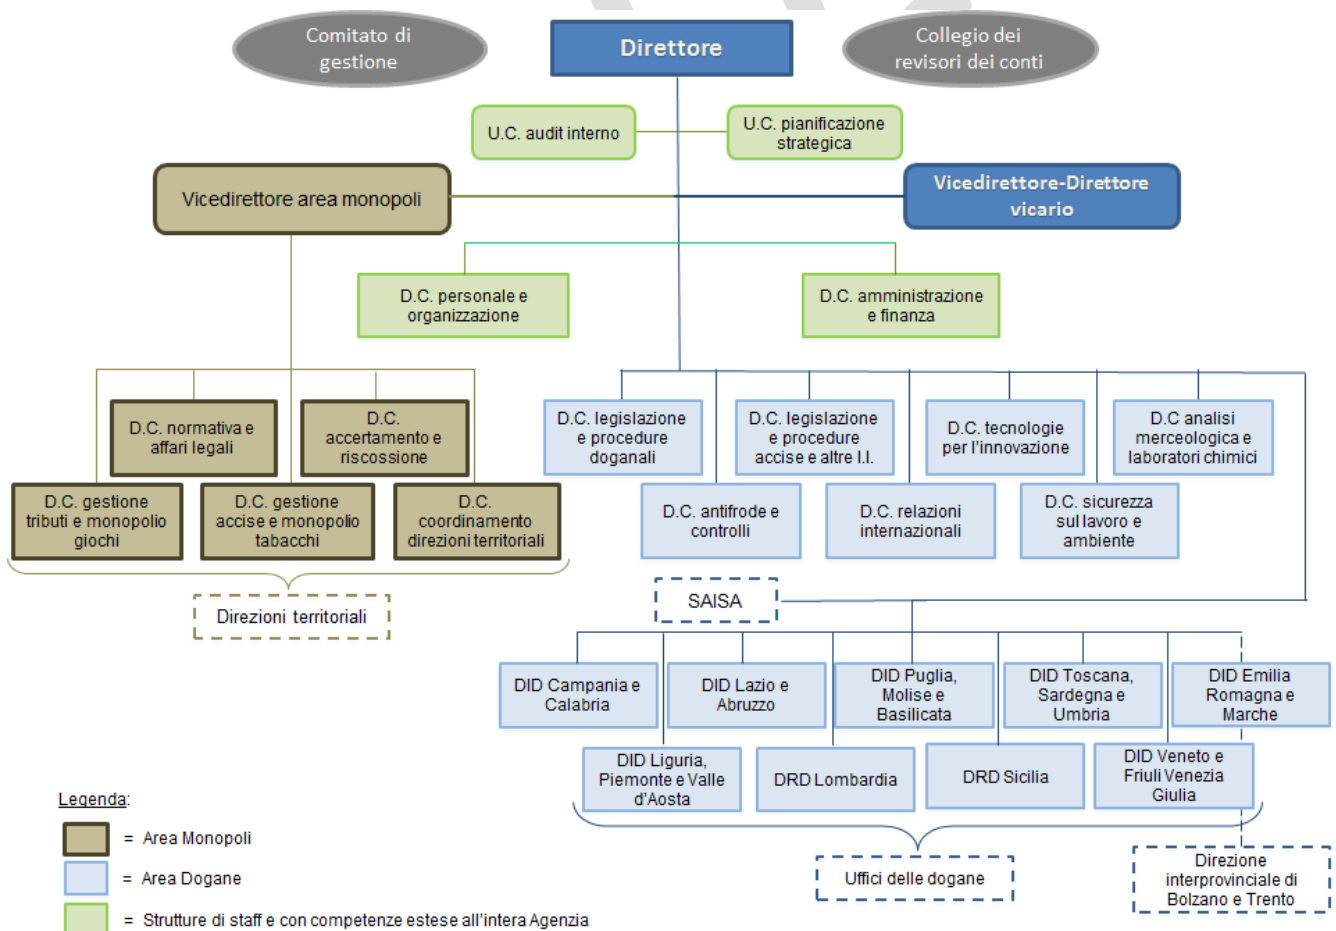 Comitato di
gestione
Direttore
Collegio dei
revisori dei conti
U.C. audit interno
U.C. pianificazione
strategica
Vicedirettore area monopoli
Vicedirettore-Direttore
vicario
D.C. personale e
organizzazione
D.C. amministrazione
e finanza
D.C. normativa e
affari legali
D.C.
accertamento e
riscossione
D.C. gestione
tributi e monopolio
giochi
D.C. gestione
accise e monopolio
tabacchi
D.C.
coordinamento
direzioni territoriali
Direzioni territoriali
D.C. legislazione
e procedure
doganali
D.C. legislazione
e procedure
accise e altre I.I.
D.C. tecnologie
per l'innovazione
D.C analisi
merceologica e
laboratori chimici
D.C. antifrode e
controlli
D.C. relazioni
internazionali
D.C. sicurezza
sul lavoro e
ambiente
SAISA
DID Campania e
Calabria
DID Lazio e
Abruzzo
DID Puglia,
Molise e
Basilicata
DID Toscana,
Sardegna e
Umbria
DID Emilia
Romagna e
Marche
DID Liguria,
Piemonte e Valle
d'Aosta
DRD Lombardia
DRD Sicilia
DID Veneto e
Friuli Venezia
Giulia
Uffici delle dogane
Direzione
interprovinciale di
Bolzano e Trento
Legenda:
= Area Monopoli
= Area Dogane
= Strutture di staff e con competenze estese all'intera Agenzia